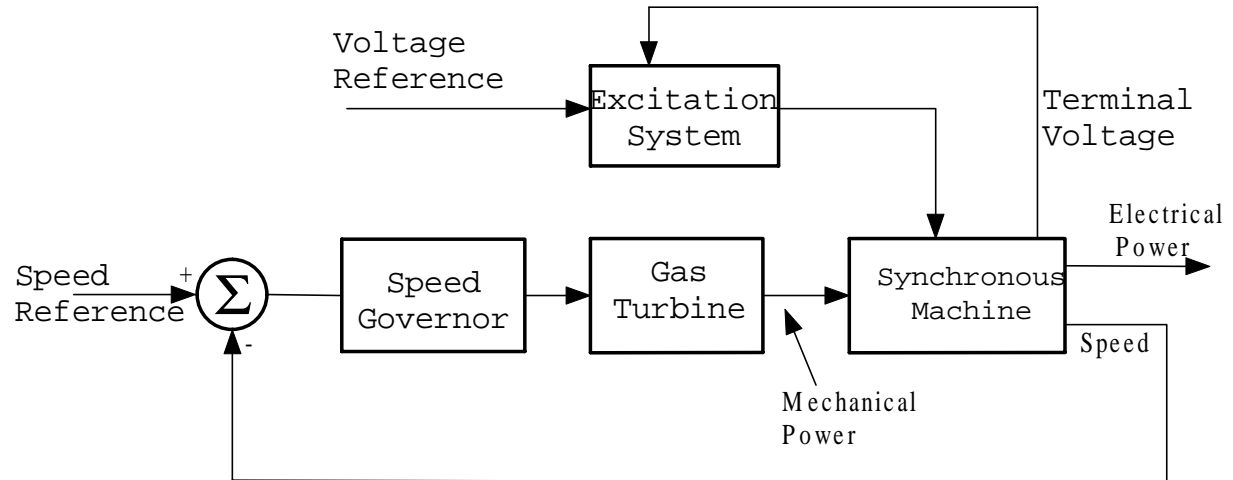 Voltage
Reference
Excitation
System
Terminal
Voltage
Electrical
Power
Speed
Reference
+
Σ
-
Speed
Governor
Gas
Turbine
Synchronous
Machine
Speed
Mechanical
Power